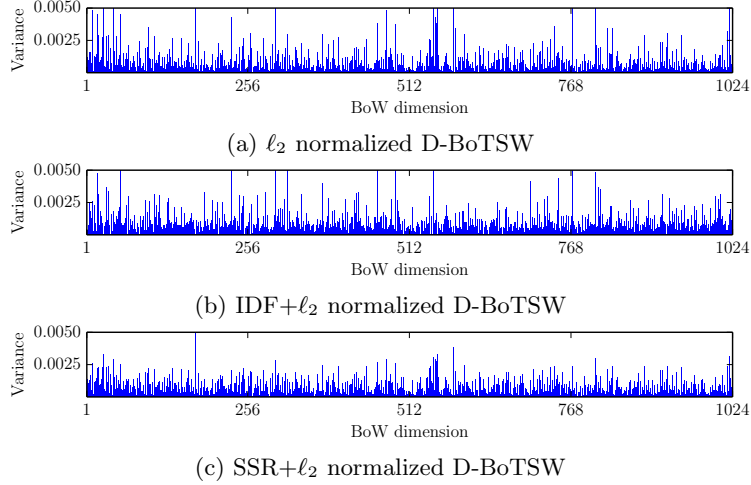 0.0050
0.0025
Variance
1 256 512 768 1024
BoW dimension
(a) ℓ2 normalized D-BoTSW
0.0050
0.0025
Variance
1 256 512 768 1024
BoW dimension
(b) IDF+ℓ2 normalized D-BoTSW
0.0050
0.0025
Variance
1 256 512 768 1024
BoW dimension
(c) SSR+ℓ2 normalized D-BoTSW